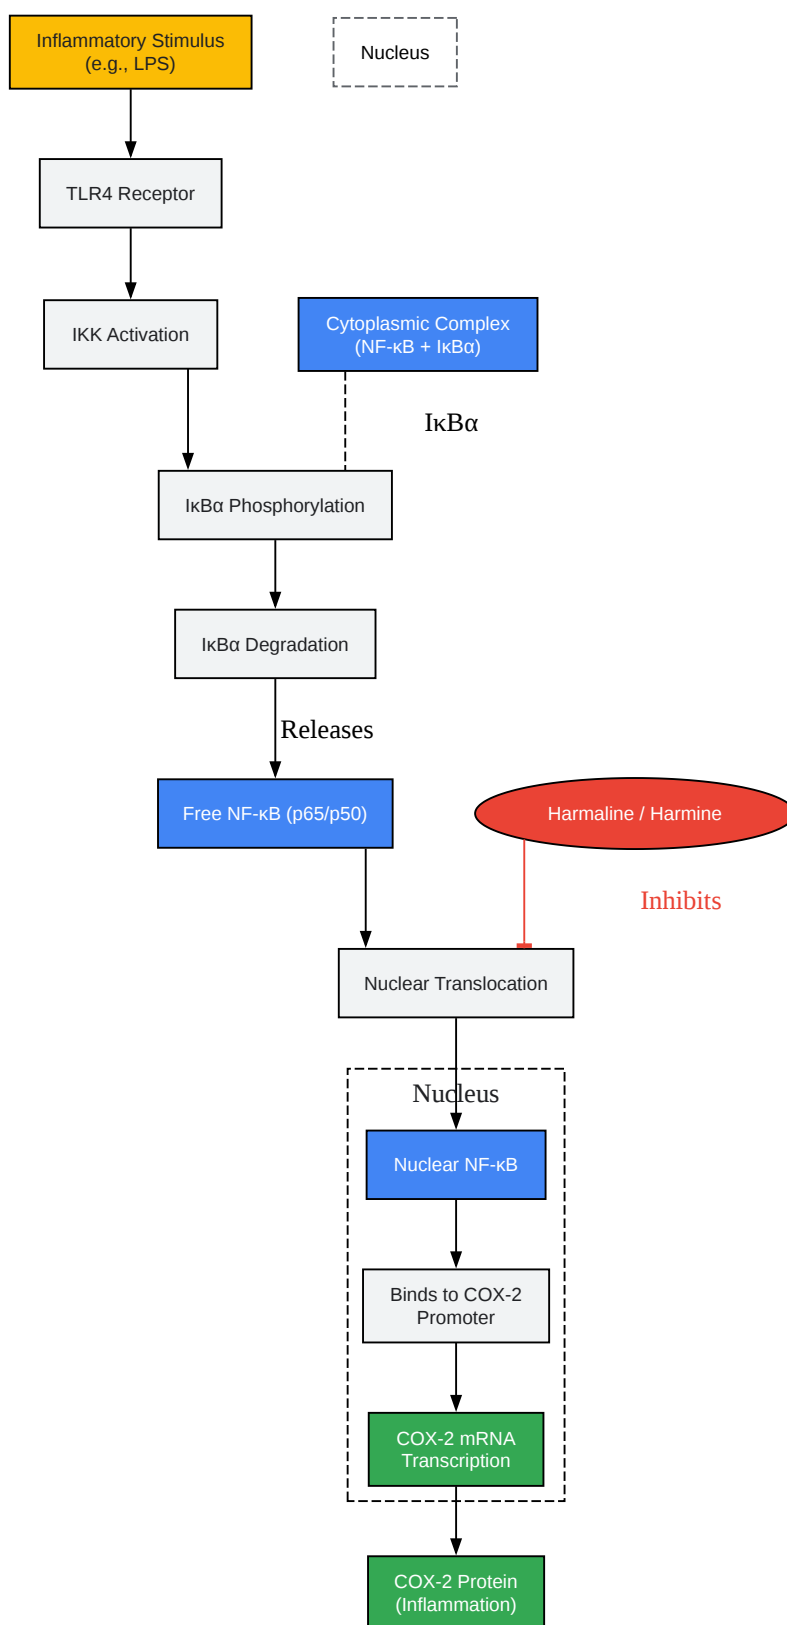 Inflammatory Stimulus
(e.g., LPS)
Nucleus
TLR4 Receptor
IKK Activation
Cytoplasmic Complex
(NF-κB + IκBα)
IκBα
IκBα Phosphorylation
IκBα Degradation
Releases
Free NF-κB (p65/p50)
Harmaline / Harmine
Inhibits
Nuclear Translocation
Nucleus
Nuclear NF-κB
Binds to COX-2
Promoter
COX-2 mRNA
Transcription
COX-2 Protein
(Inflammation)